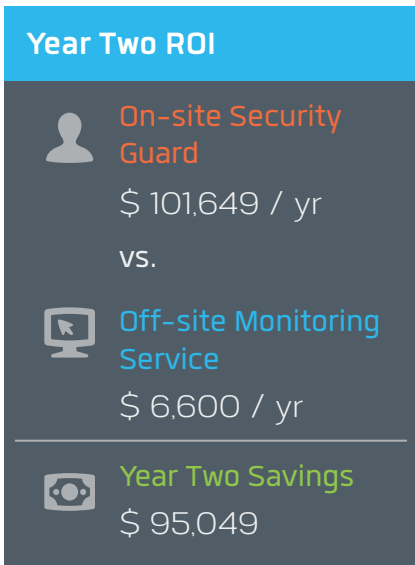 Year Two ROI
On-site Security
Guard
$ 101,649 / yr
vs.
Off-site Monitoring
Service
$ 6,600 / yr
Year Two Savings
$ 95,049